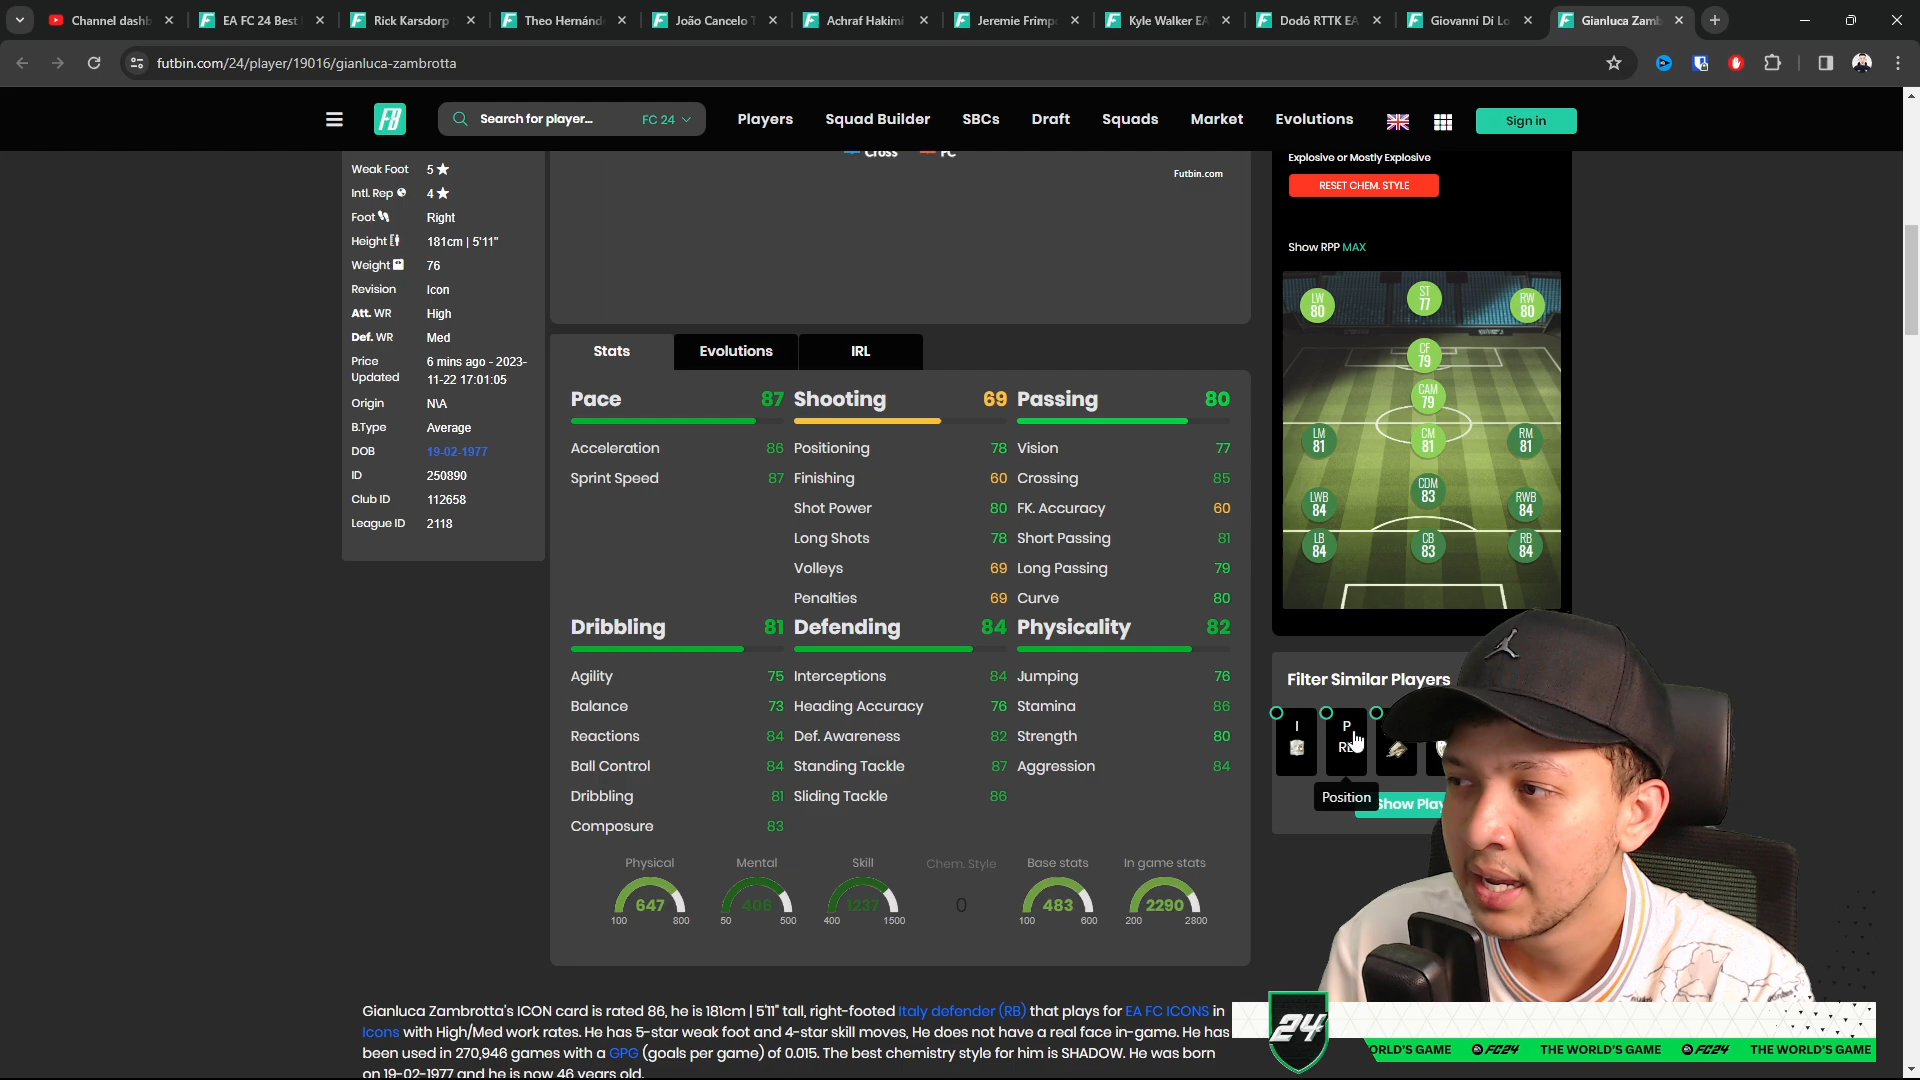 Channel dashb
EA FC 24 Best
Rick Karsdorp
Theo Hernánd
João Cancelo T
Achraf Hakimi
Jeremie Frimpo
Kyle Walker EA
Dodô RTTK EA
Giovanni Di Lo
Gianluca Zamb
futbin.com/24/player/19016/gianluca-zambrotta
Search for player... FC 24
Players Squad Builder SBCs Draft Squads Market Evolutions Sign in
Weak Foot 5
Intl. Rep 4
Foot Right
Height 181cm | 5'11"
Weight 76
Revision Icon
Att. WR High
Def. WR Med
Price Updated 6 mins ago - 2023-
11-22 17:01:05
Origin N\A
B.Type Average
DOB 19-02-1977
ID 250890
Club ID 112658
League ID 2118
Cross FC
Futbin.com
Stats Evolutions IRL
Pace 87 Shooting 69 Passing 80
Acceleration 86 Positioning 78 Vision 77
Sprint Speed 87 Finishing 60 Crossing 85
Shot Power 80 FK. Accuracy 60
Long Shots 78 Short Passing 81
Volleys 69 Long Passing 79
Penalties 69 Curve 80
Dribbling 81 Defending 84 Physicality 82
Agility 75 Interceptions 84 Jumping 76
Balance 73 Heading Accuracy 76 Stamina 86
Reactions 84 Def. Awareness 82 Strength 80
Ball Control 84 Standing Tackle 87 Aggression 84
Dribbling 81 Sliding Tackle 86
Composure 83
Physical Mental Skill Chem. Style Base stats In game stats
647 408 1237 0 483 2290
100 800 50 500 400 1500 100 600 200 2800
Gianluca Zambrotta's ICON card is rated 86, he is 181cm | 5'11" tall, right-footed Italy defender (RB) that plays for EA FC ICONS in
Icons with High/Med work rates. He has 5-star weak foot and 4-star skill moves, He does not have a real face in-game. He has
been used in 270,946 games with a GPG (goals per game) of 0.015. The best chemistry style for him is SHADOW. He was born
on 19-02-1977 and he is now 46 years old.
Explosive or Mostly Explosive
RESET CHEM. STYLE
Show RPP MAX
LW 80
ST 77
RW 80
CF 79
CAM 79
LM 81
CM 81
RM 81
LWB 84
CDM 83
RWB 84
LB 84
CB 83
RB 84
Filter Similar Players
I P
Position
Show Play
24
ORLD'S GAME FC24 THE WORLD'S GAME FC24 THE WORLD'S GAME